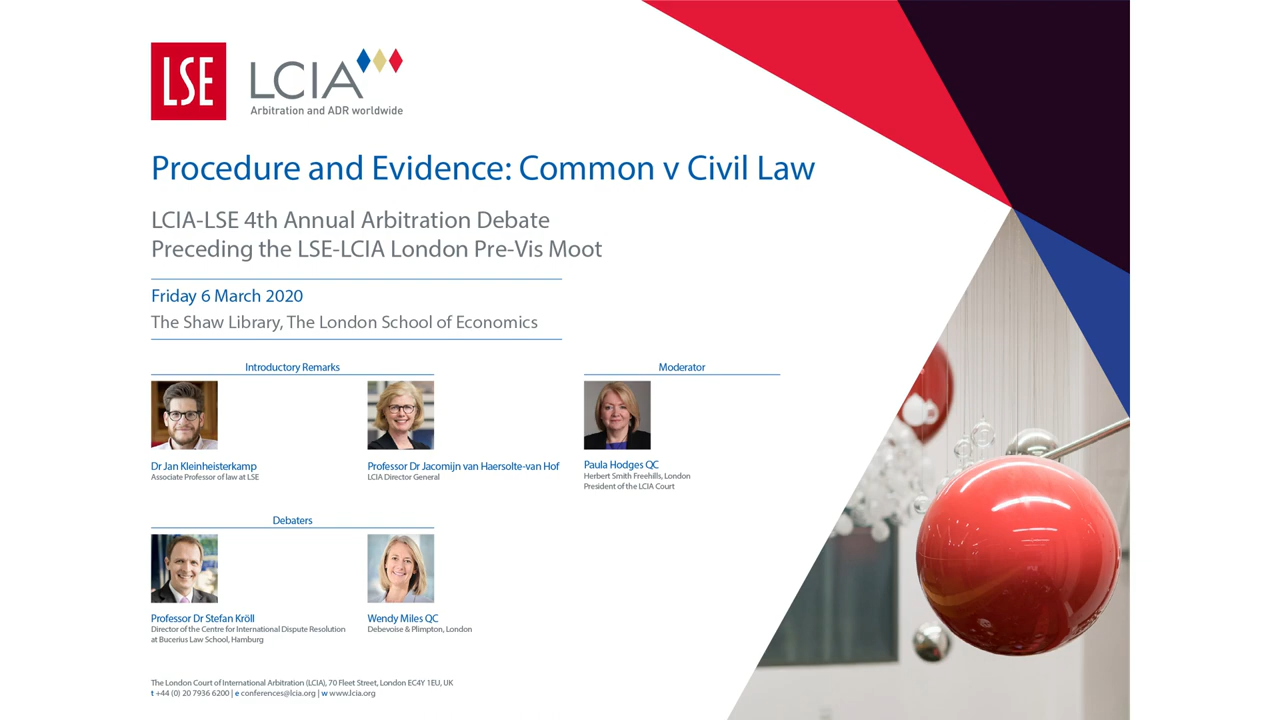 LSE
LCIA
Arbitration and ADR worldwide
Procedure and Evidence: Common v Civil Law
LCIA-LSE 4th Annual Arbitration Debate
Preceding the LSE-LCIA London Pre-Vis Moot
Friday 6 March 2020
The Shaw Library, The London School of Economics
Introductory Remarks
Dr Jan Kleinheisterkamp
Associate Professor of law at LSE
Professor Dr Jacomijn van Haersolte-van Hof
LCIA Director General
Moderator
Paula Hodges QC
Herbert Smith Freehills, London
President of the LCIA Court
Debaters
Professor Dr Stefan Kröll
Director of the Centre for International Dispute Resolution
at Bucerius Law School, Hamburg
Wendy Miles QC
Debevoise & Plimpton, London
The London Court of International Arbitration (LCIA), 70 Fleet Street, London EC4Y 1EU, UK
t +44 (0) 20 7936 6200 | e conferences@lcia.org | w www.lcia.org